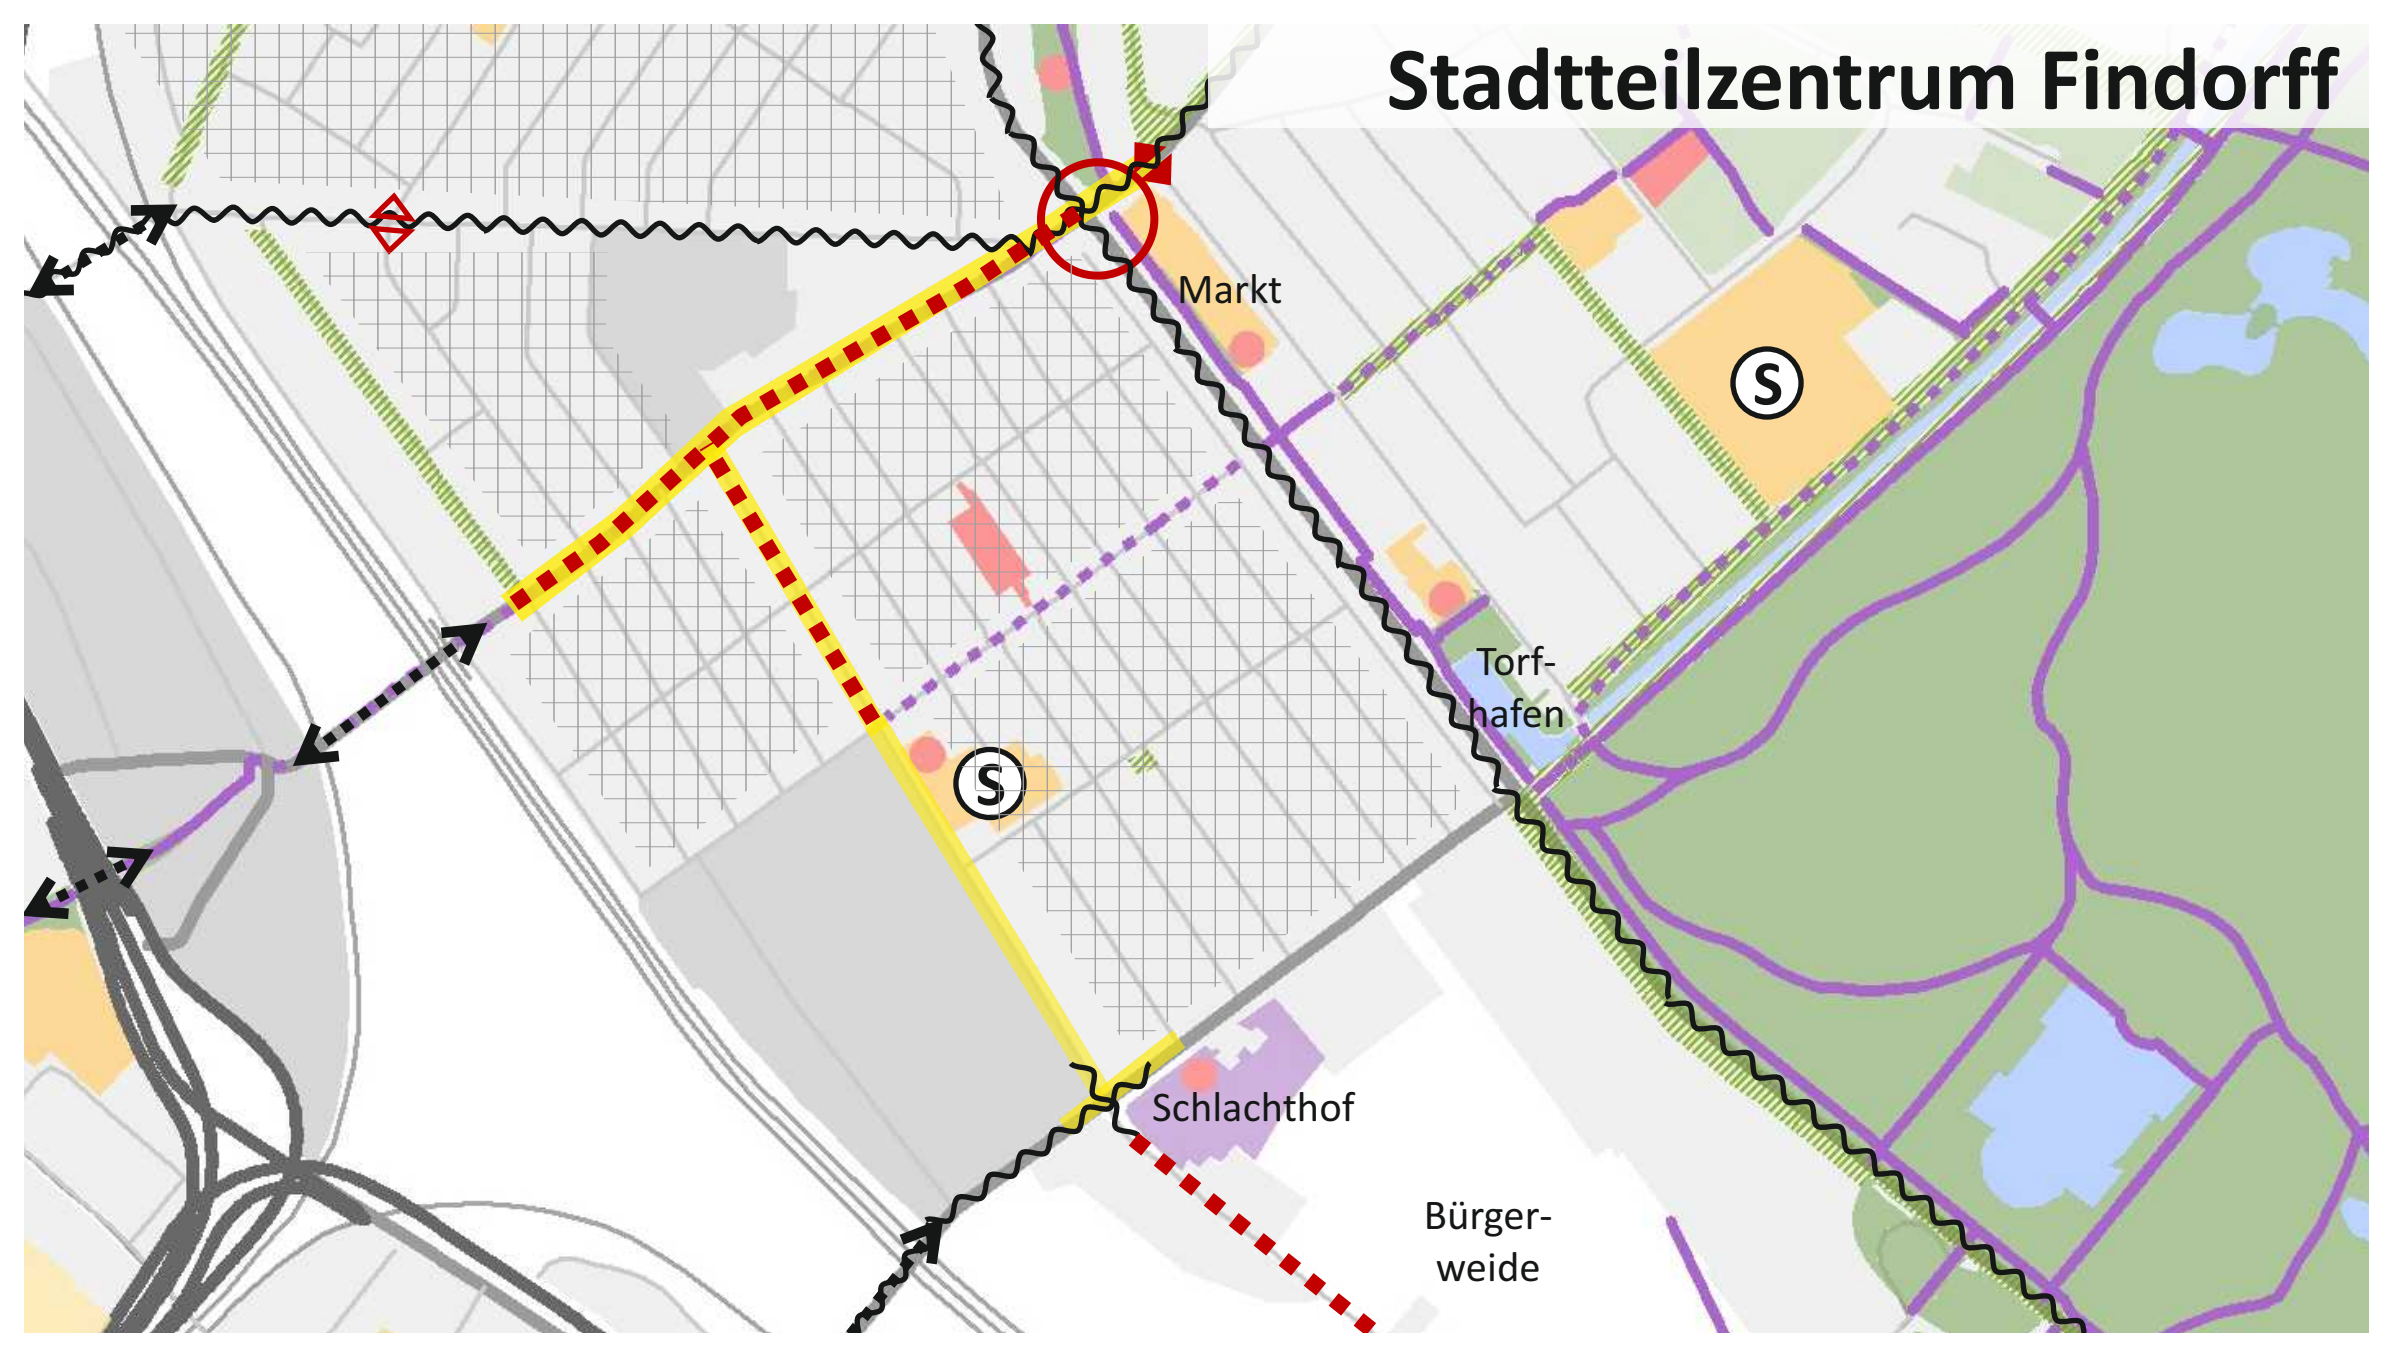 Stadtteilzentrum Findorff
Markt
S
Torf-
hafen
S
Schlachthof
Bürger-
weide